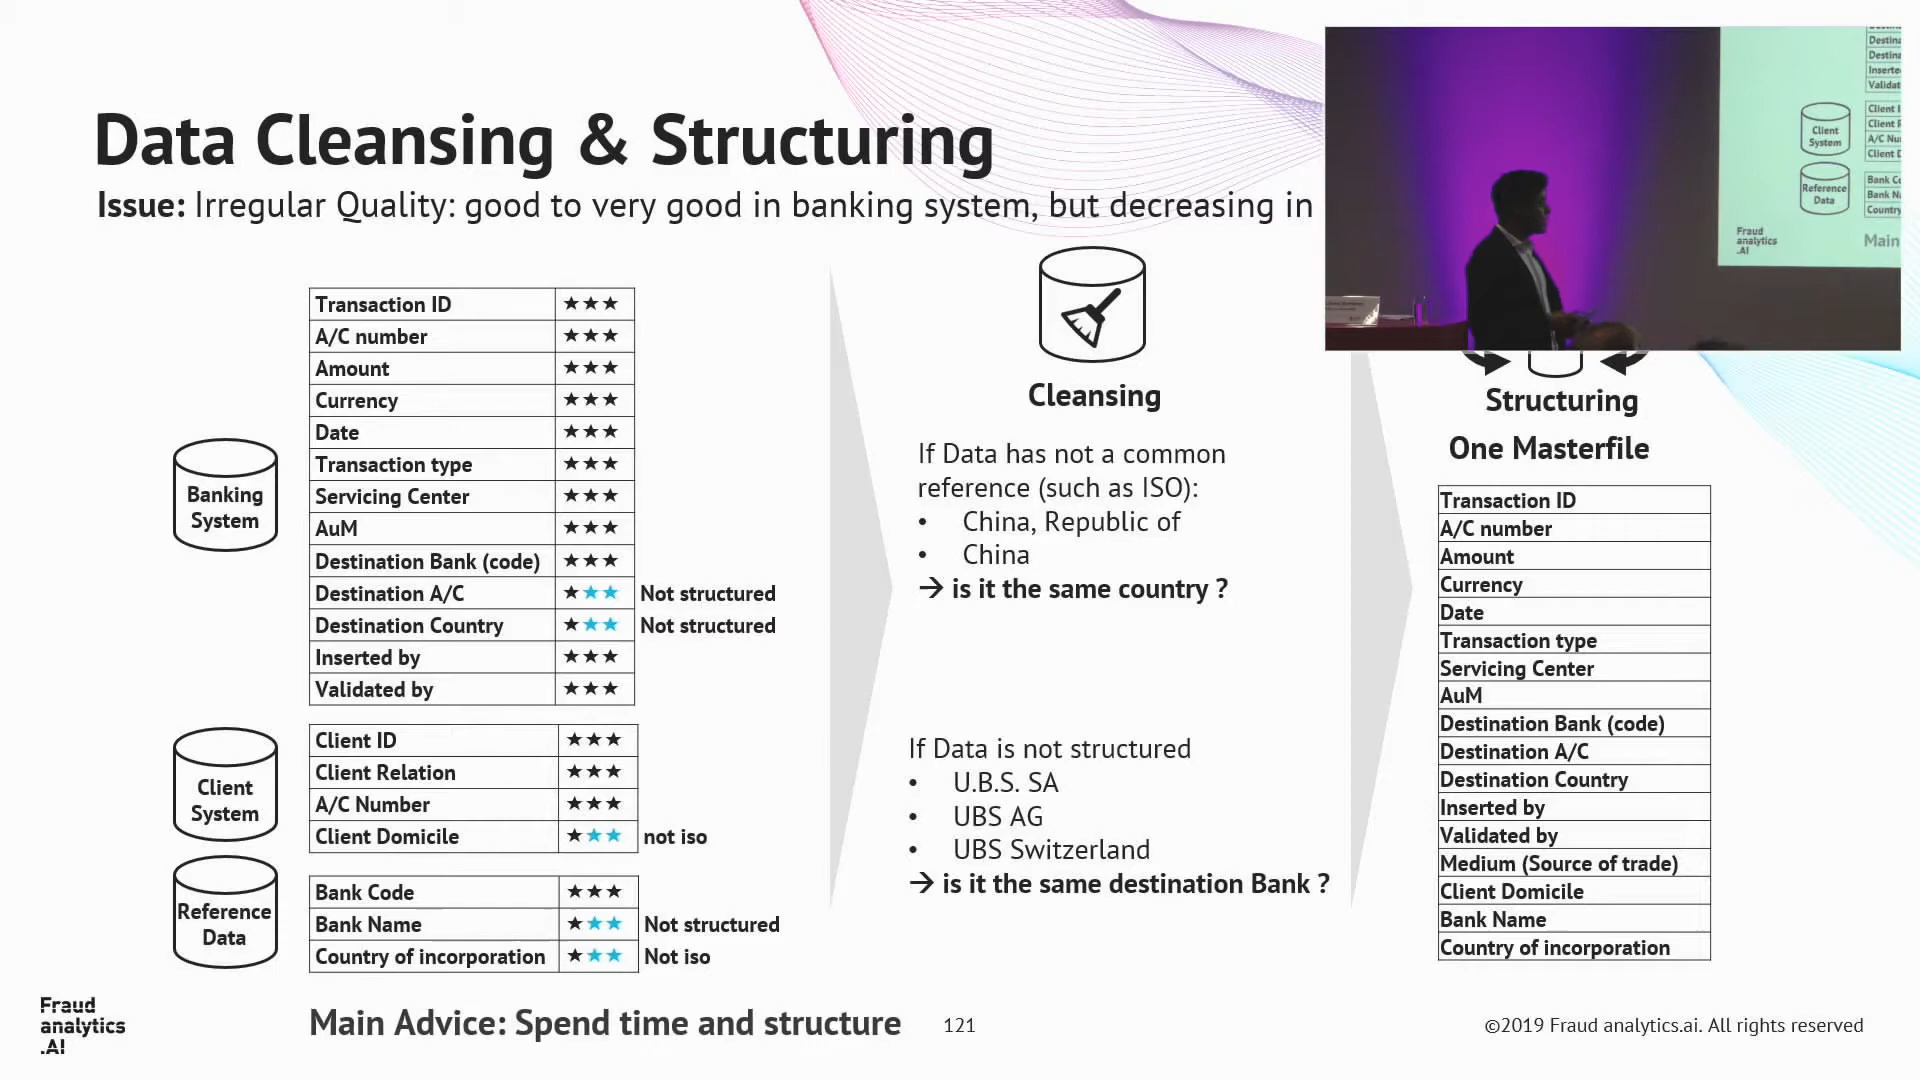 Data Cleansing & Structuring
Issue: Irregular Quality: good to very good in banking system, but decreasing in
Banking
System
Transaction ID ★★★
A/C number ★★★
Amount ★★★
Currency ★★★
Date ★★★
Transaction type ★★★
Servicing Center ★★★
AuM ★★★
Destination Bank (code) ★★★
Destination A/C ★★★ Not structured
Destination Country ★★★ Not structured
Inserted by ★★★
Validated by ★★★
Client
System
Client ID ★★★
Client Relation ★★★
A/C Number ★★★
Client Domicile ★★★ not iso
Reference
Data
Bank Code ★★★
Bank Name ★★★ Not structured
Country of incorporation ★★★ Not iso
Cleansing
If Data has not a common
reference (such as ISO):
• China, Republic of
• China
→ is it the same country ?
If Data is not structured
• U.B.S. SA
• UBS AG
• UBS Switzerland
→ is it the same destination Bank ?
Structuring
One Masterfile
Transaction ID
A/C number
Amount
Currency
Date
Transaction type
Servicing Center
AuM
Destination Bank (code)
Destination A/C
Destination Country
Inserted by
Validated by
Medium (Source of trade)
Client Domicile
Bank Name
Country of incorporation
Client
System
Reference
Data
Fraud
analytics
.AI
Main
Fraud
analytics
.AI
Main Advice: Spend time and structure
121
©2019 Fraud analytics.ai. All rights reserved